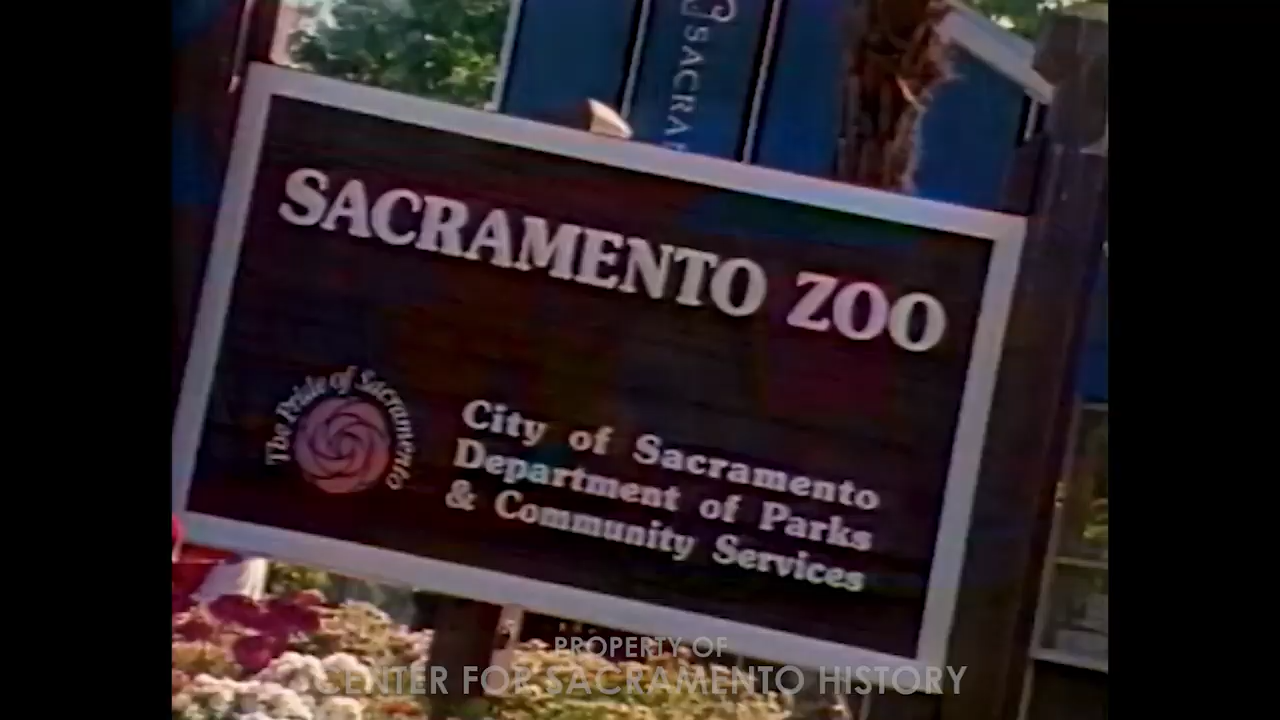 SACRA
SACRAMENTO ZOO
The Pride of Sacramento
City of Sacramento
Department of Parks
& Community Services
PROPERTY OF
CENTER FOR SACRAMENTO HISTORY